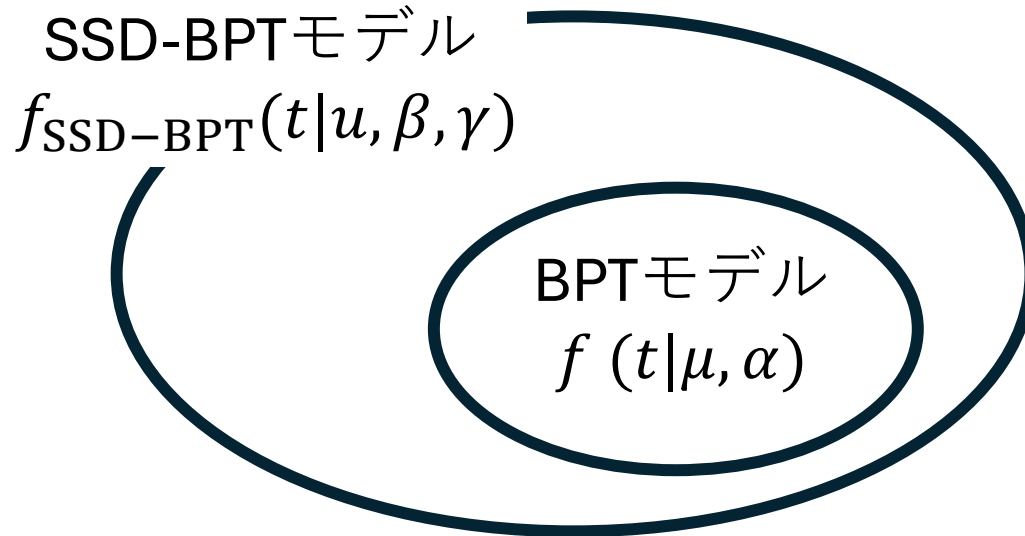 SSD-BPTモデル
f_SSD−BPT(t|u, β, γ)
BPTモデル
f (t|μ, α)